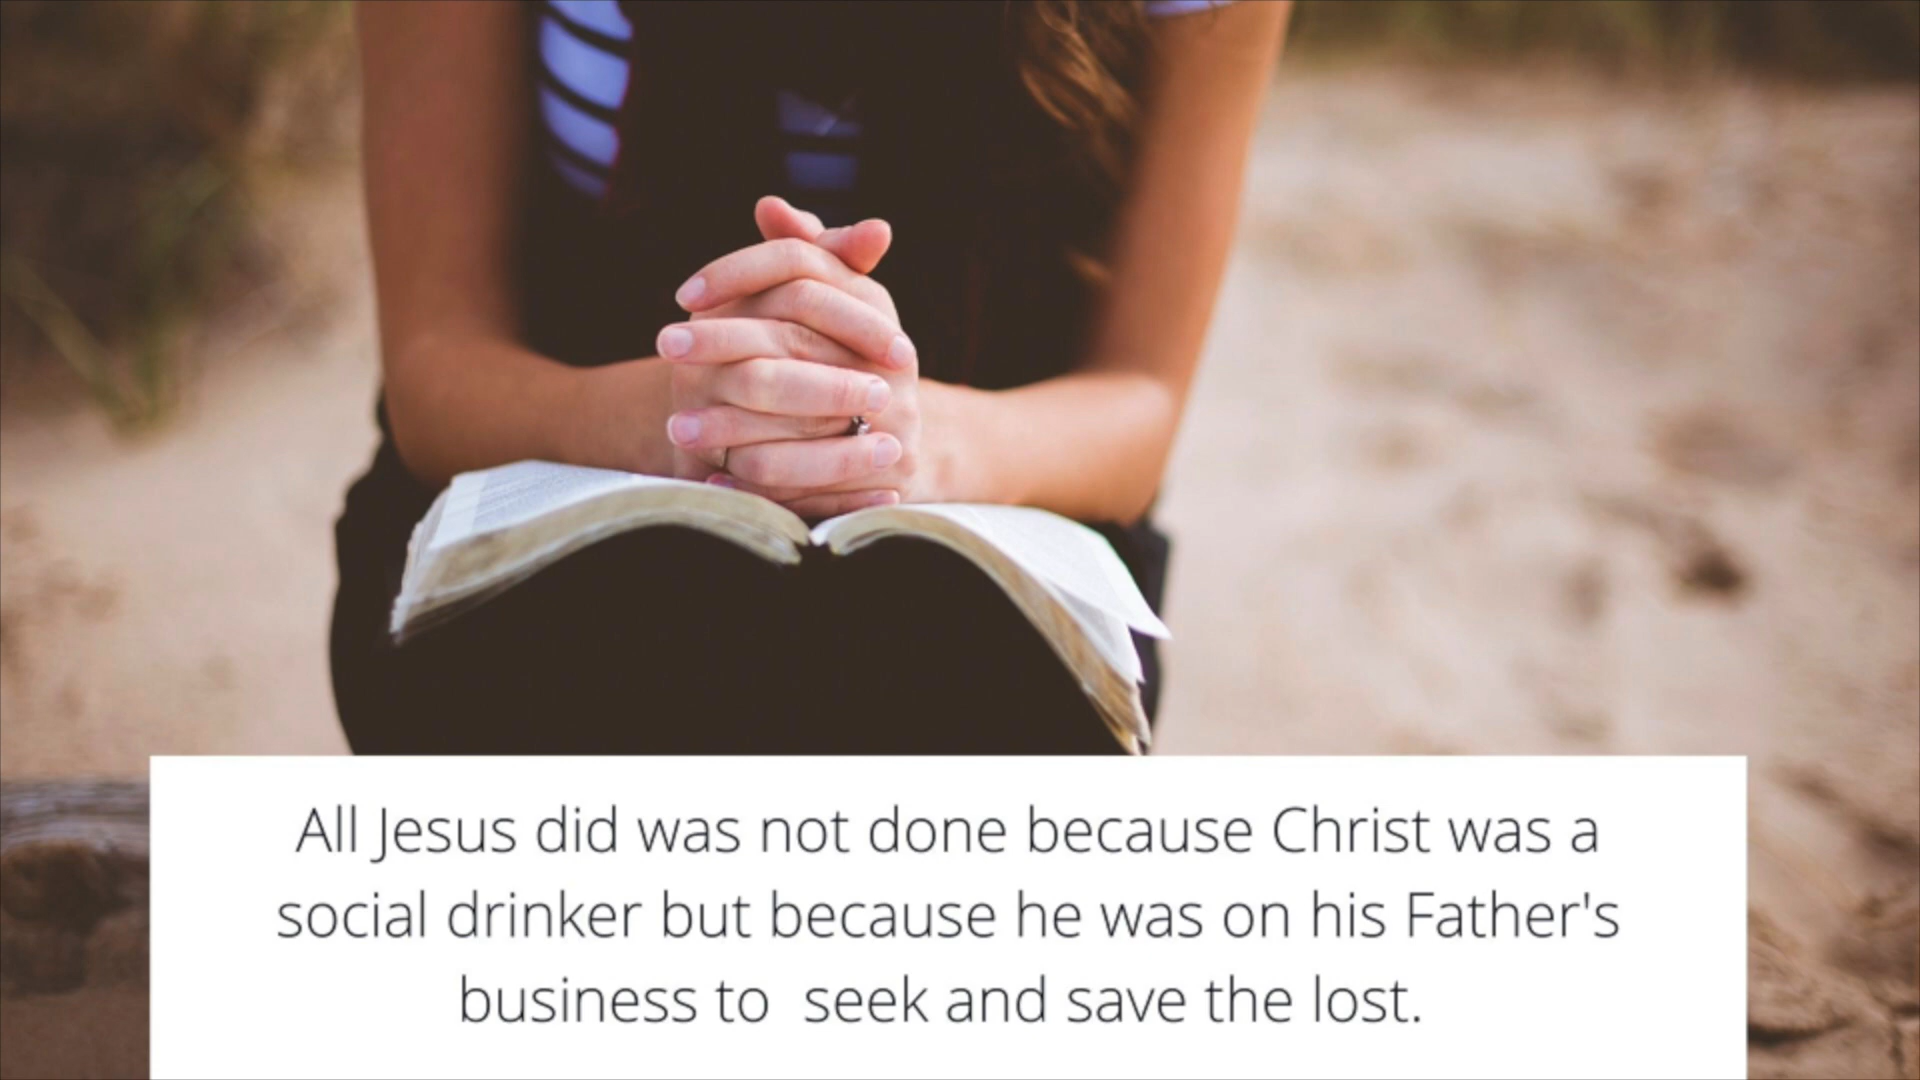 All Jesus did was not done because Christ was a
social drinker but because he was on his Father's
business to  seek and save the lost.